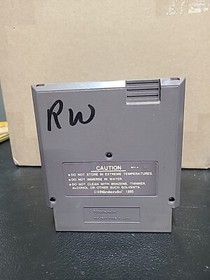 RW
CAUTION
●DO NOT STORE IN EXTREME TEMPERATURES.
●DO NOT IMMERSE IN WATER.
●DO NOT CLEAN WITH BENZENE, THINNER,
ALCOHOL OR OTHER SUCH SOLVENTS.